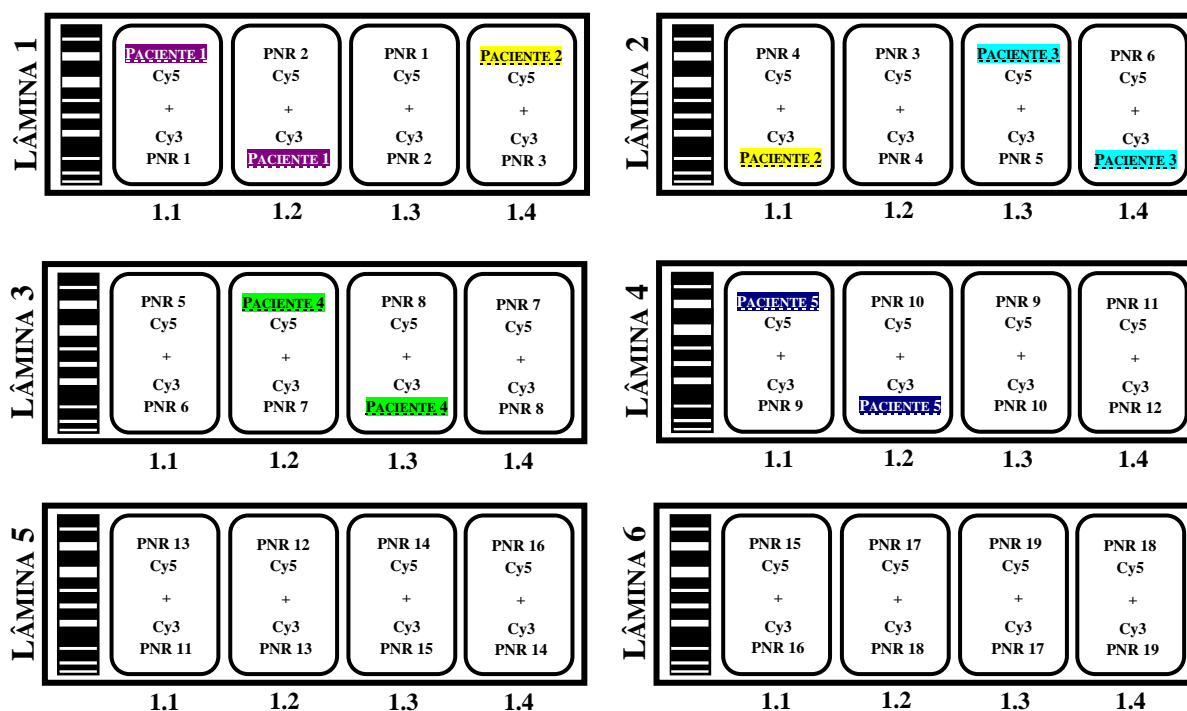 LÂMINA 1
PACIENTE 1
Cy5
+
Cy3
PNR 1
1.1
PNR 2
Cy5
+
Cy3
PACIENTE 1
1.2
PNR 1
Cy5
+
Cy3
PNR 2
1.3
PACIENTE 2
Cy5
+
Cy3
PNR 3
1.4
LÂMINA 2
PNR 4
Cy5
+
Cy3
PACIENTE 2
1.1
PNR 3
Cy5
+
Cy3
PNR 4
1.2
PACIENTE 3
Cy5
+
Cy3
PNR 5
1.3
PNR 6
Cy5
+
Cy3
PACIENTE 3
1.4
LÂMINA 3
PNR 5
Cy5
+
Cy3
PNR 6
1.1
PACIENTE 4
Cy5
+
Cy3
PNR 7
1.2
PNR 8
Cy5
+
Cy3
PACIENTE 4
1.3
PNR 7
Cy5
+
Cy3
PNR 8
1.4
LÂMINA 4
PACIENTE 5
Cy5
+
Cy3
PNR 9
1.1
PNR 10
Cy5
+
Cy3
PACIENTE 5
1.2
PNR 9
Cy5
+
Cy3
PNR 10
1.3
PNR 11
Cy5
+
Cy3
PNR 12
1.4
LÂMINA 5
PNR 13
Cy5
+
Cy3
PNR 11
1.1
PNR 12
Cy5
+
Cy3
PNR 13
1.2
PNR 14
Cy5
+
Cy3
PNR 15
1.3
PNR 16
Cy5
+
Cy3
PNR 14
1.4
LÂMINA 6
PNR 15
Cy5
+
Cy3
PNR 16
1.1
PNR 17
Cy5
+
Cy3
PNR 18
1.2
PNR 19
Cy5
+
Cy3
PNR 17
1.3
PNR 18
Cy5
+
Cy3
PNR 19
1.4